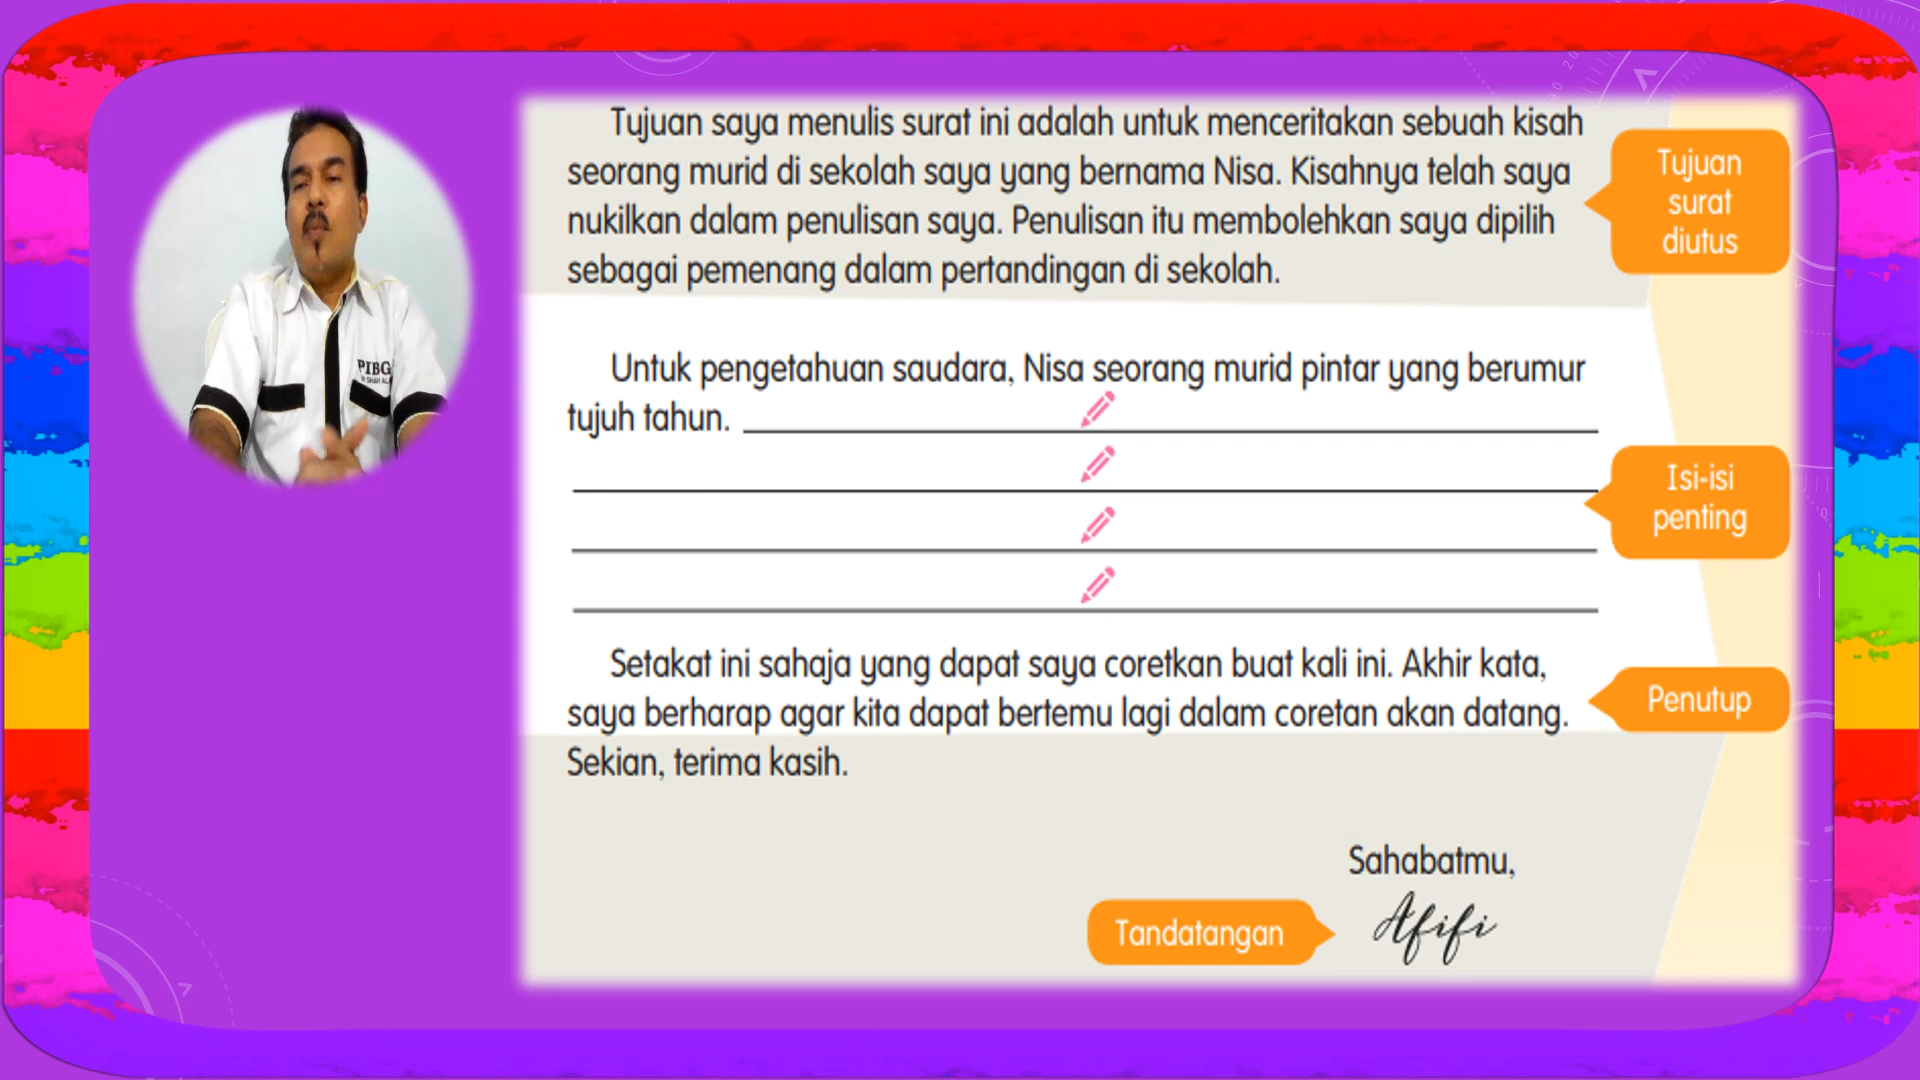 Tujuan saya menulis surat ini adalah untuk menceritakan sebuah kisah
seorang murid di sekolah saya yang bernama Nisa. Kisahnya telah saya
nukilkan dalam penulisan saya. Penulisan itu membolehkan saya dipilih
sebagai pemenang dalam pertandingan di sekolah.
Tujuan
surat
diutus
Untuk pengetahuan saudara, Nisa seorang murid pintar yang berumur
tujuh tahun.
Isi-isi
penting
Setakat ini sahaja yang dapat saya coretkan buat kali ini. Akhir kata,
saya berharap agar kita dapat bertemu lagi dalam coretan akan datang.
Sekian, terima kasih.
Penutup
Sahabatmu,
Tandatangan
Afifi
PIBG